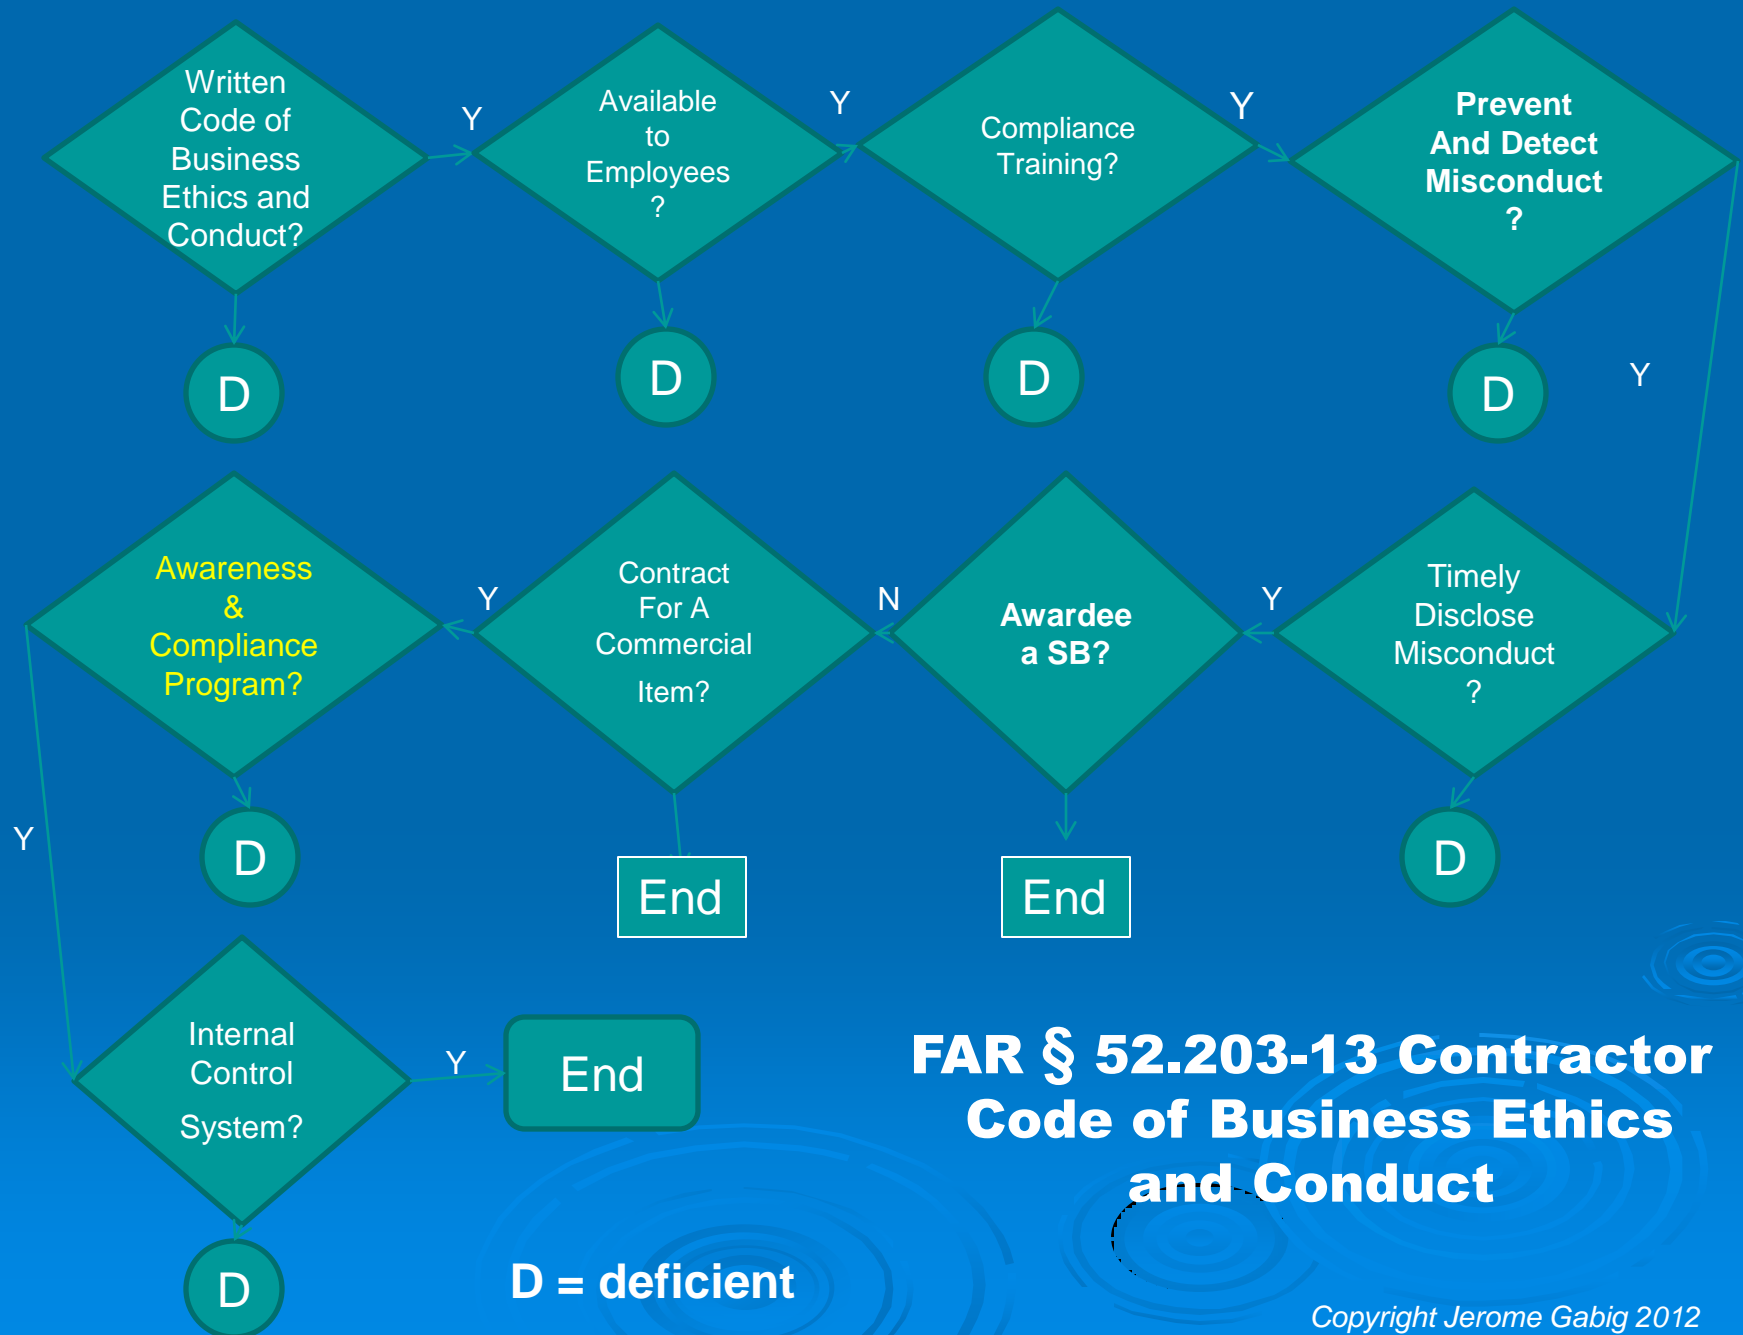 Written
Code of
Business
Ethics and
Conduct?
Y
Available
to
Employees
?
Y
Compliance
Training?
Y
Prevent
And Detect
Misconduct
?
D
D
D
D
Y
Awareness
&
Compliance
Program?
Y
Contract
For A
Commercial
Item?
N
Awardee
a SB?
Y
Timely
Disclose
Misconduct
?
Y
D
End
End
D
Internal
Control
System?
Y
End
FAR § 52.203-13 Contractor
Code of Business Ethics
and Conduct
D
D = deficient
Copyright Jerome Gabig 2012